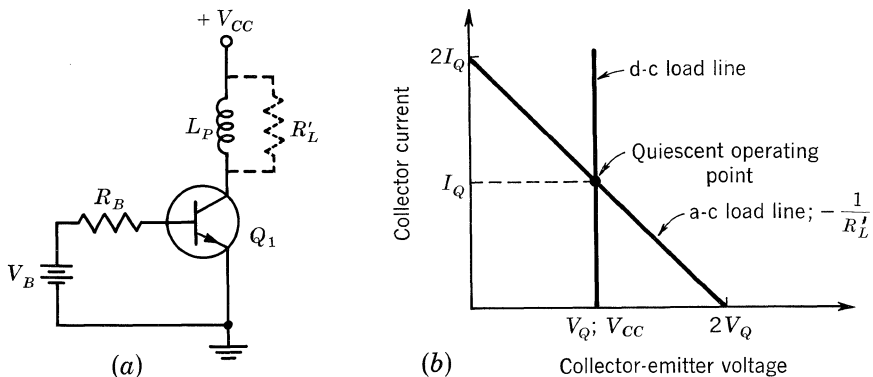 (a)
+ V_CC
L_P
R'_L
R_B
Q_1
V_B
(b)
Collector current
2I_Q
I_Q
d-c load line
Quiescent operating
point
a-c load line; − 1/R'_L
V_Q; V_CC
2V_Q
Collector-emitter voltage